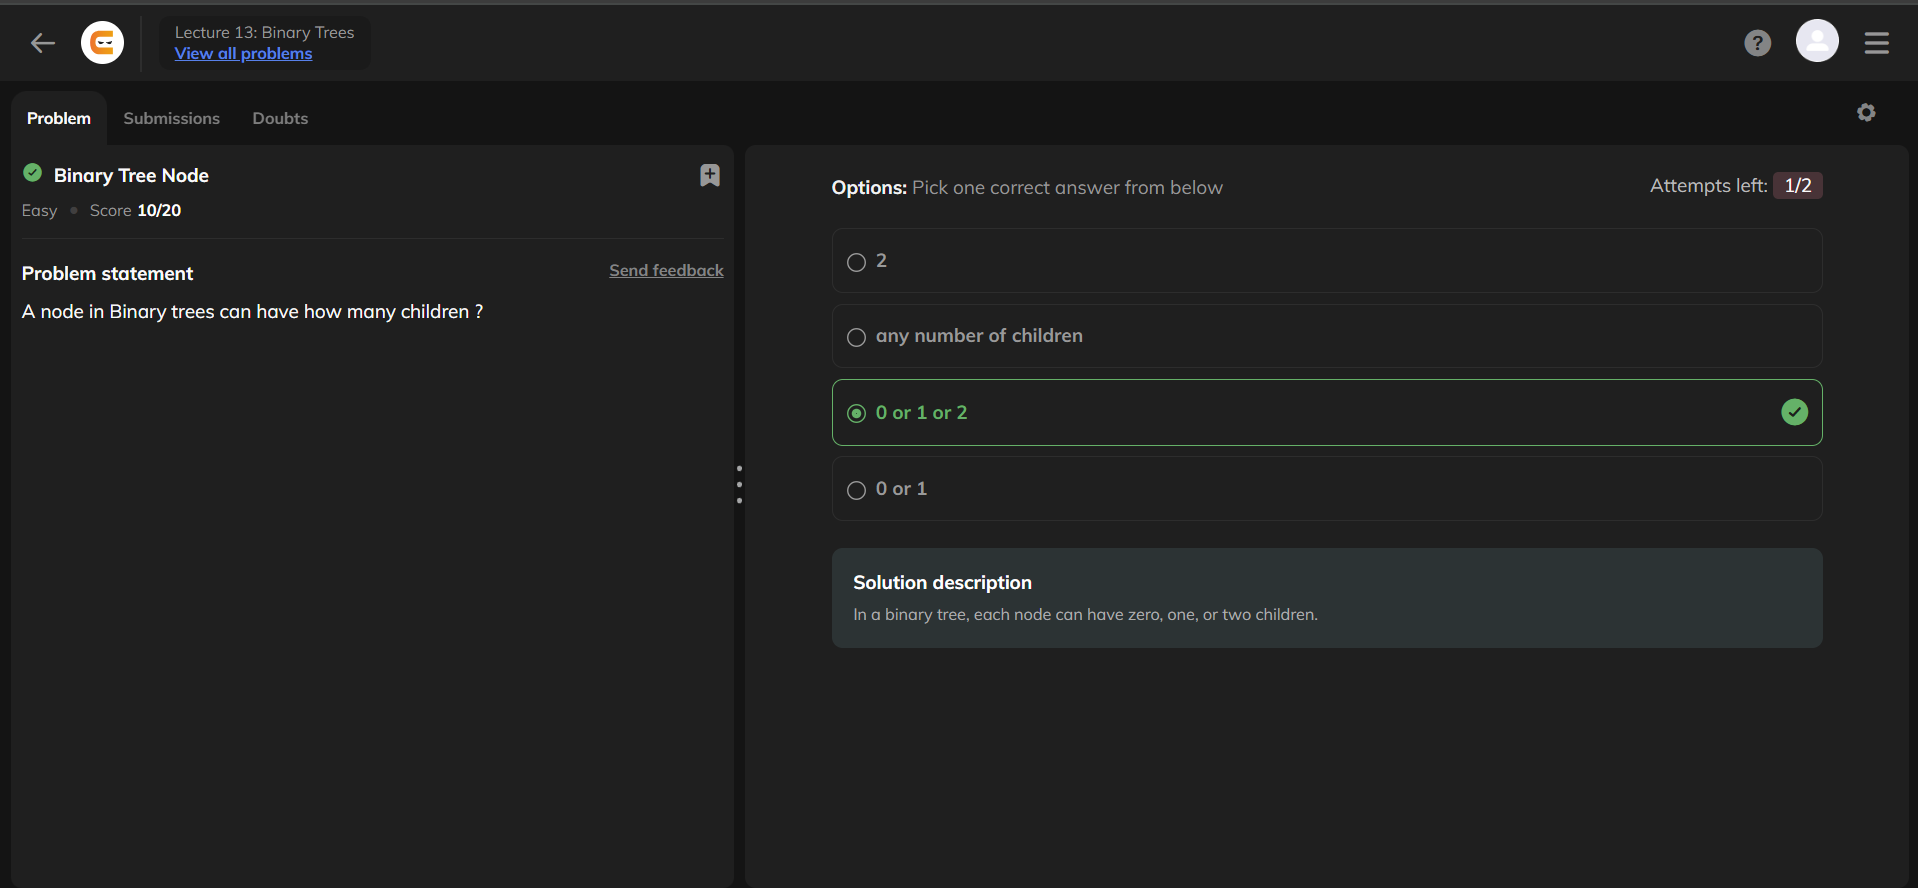 Lecture 13: Binary Trees
View all problems
?
Problem Submissions Doubts
Binary Tree Node
Easy Score 10/20
Problem statement
Send feedback
A node in Binary trees can have how many children ?
Options: Pick one correct answer from below
Attempts left: 1/2
2
any number of children
0 or 1 or 2
0 or 1
Solution description
In a binary tree, each node can have zero, one, or two children.